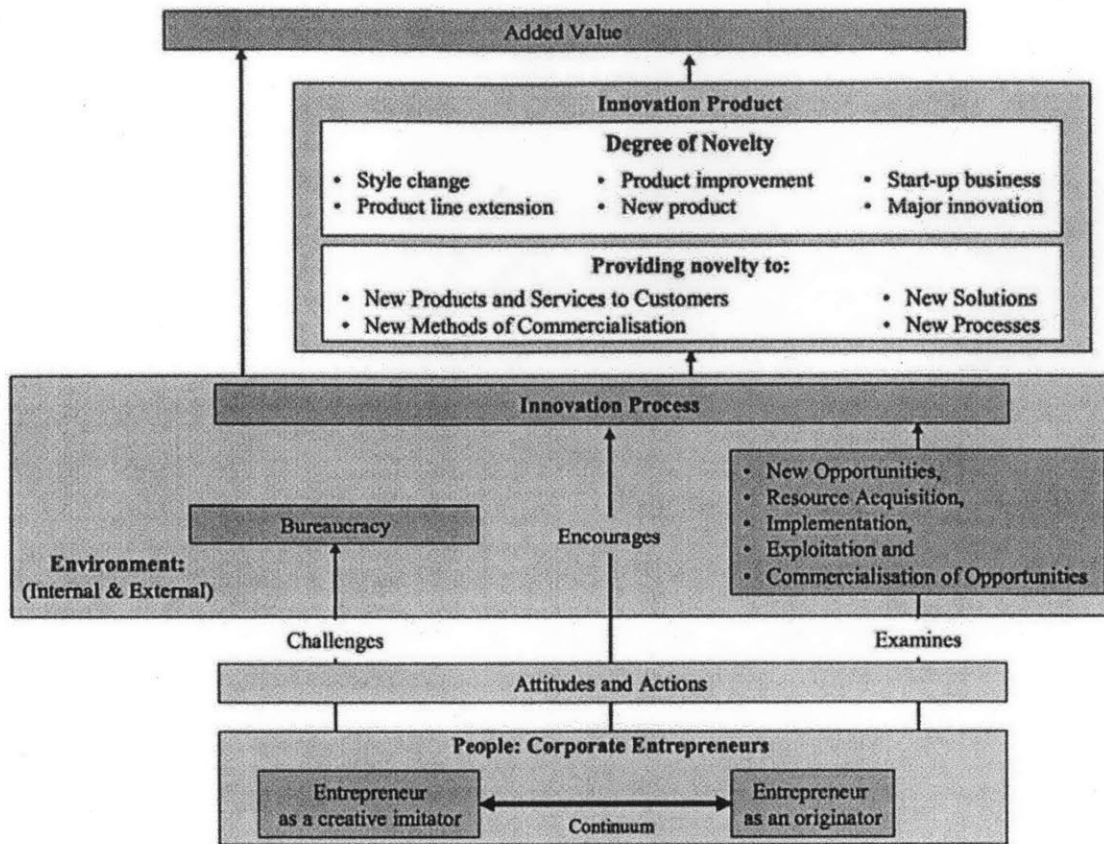 Added Value
Innovation Product
Degree of Novelty
• Style change
• Product line extension
• Product improvement
• New product
• Start-up business
• Major innovation
Providing novelty to:
• New Products and Services to Customers
• New Methods of Commercialisation
• New Solutions
• New Processes
Innovation Process
• New Opportunities,
• Resource Acquisition,
• Implementation,
• Exploitation and
• Commercialisation of Opportunities
Bureaucracy
Encourages
Environment:
(Internal & External)
Challenges
Examines
Attitudes and Actions
People: Corporate Entrepreneurs
Entrepreneur
as a creative imitator
Continuum
Entrepreneur
as an originator